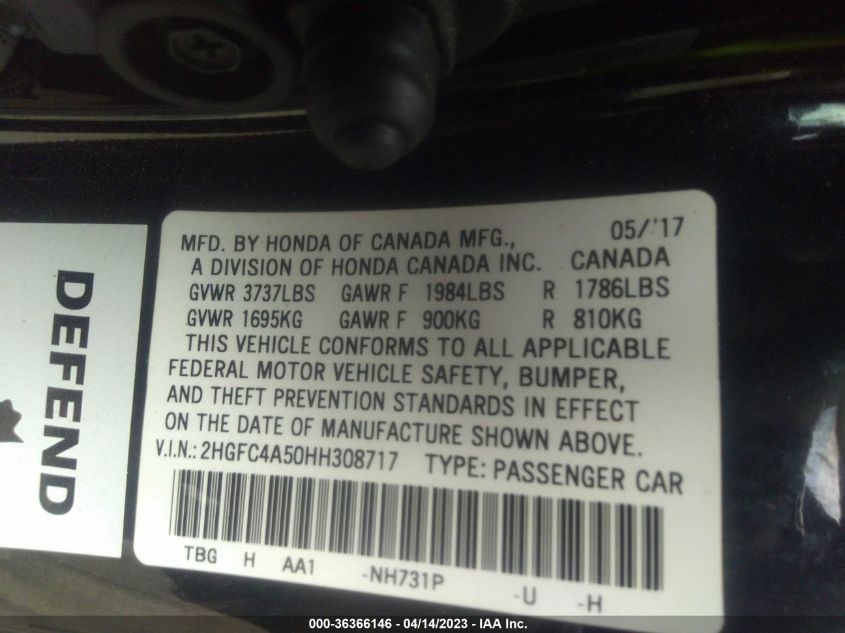 MFD. BY HONDA OF CANADA MFG., 05/'17
A DIVISION OF HONDA CANADA INC. CANADA
GVWR 3737LBS GAWR F 1984LBS R 1786LBS
GVWR 1695KG GAWR F 900KG R 810KG
THIS VEHICLE CONFORMS TO ALL APPLICABLE
FEDERAL MOTOR VEHICLE SAFETY, BUMPER,
AND THEFT PREVENTION STANDARDS IN EFFECT
ON THE DATE OF MANUFACTURE SHOWN ABOVE.
V.I.N.: 2HGFC4A50HH308717 TYPE: PASSENGER CAR
TBG H AA1 -NH731P -U -H
DEFEND
000-36366146 - 04/14/2023 - IAA Inc.